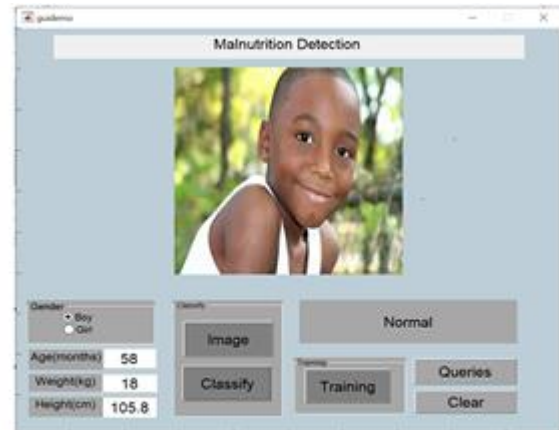 guidemo
Malnutrition Detection
Gender
Boy
Girl
Age(months) 58
Weight(kg) 18
Height(cm) 105.8
Classify
Image
Classify
Normal
Training
Training
Queries
Clear